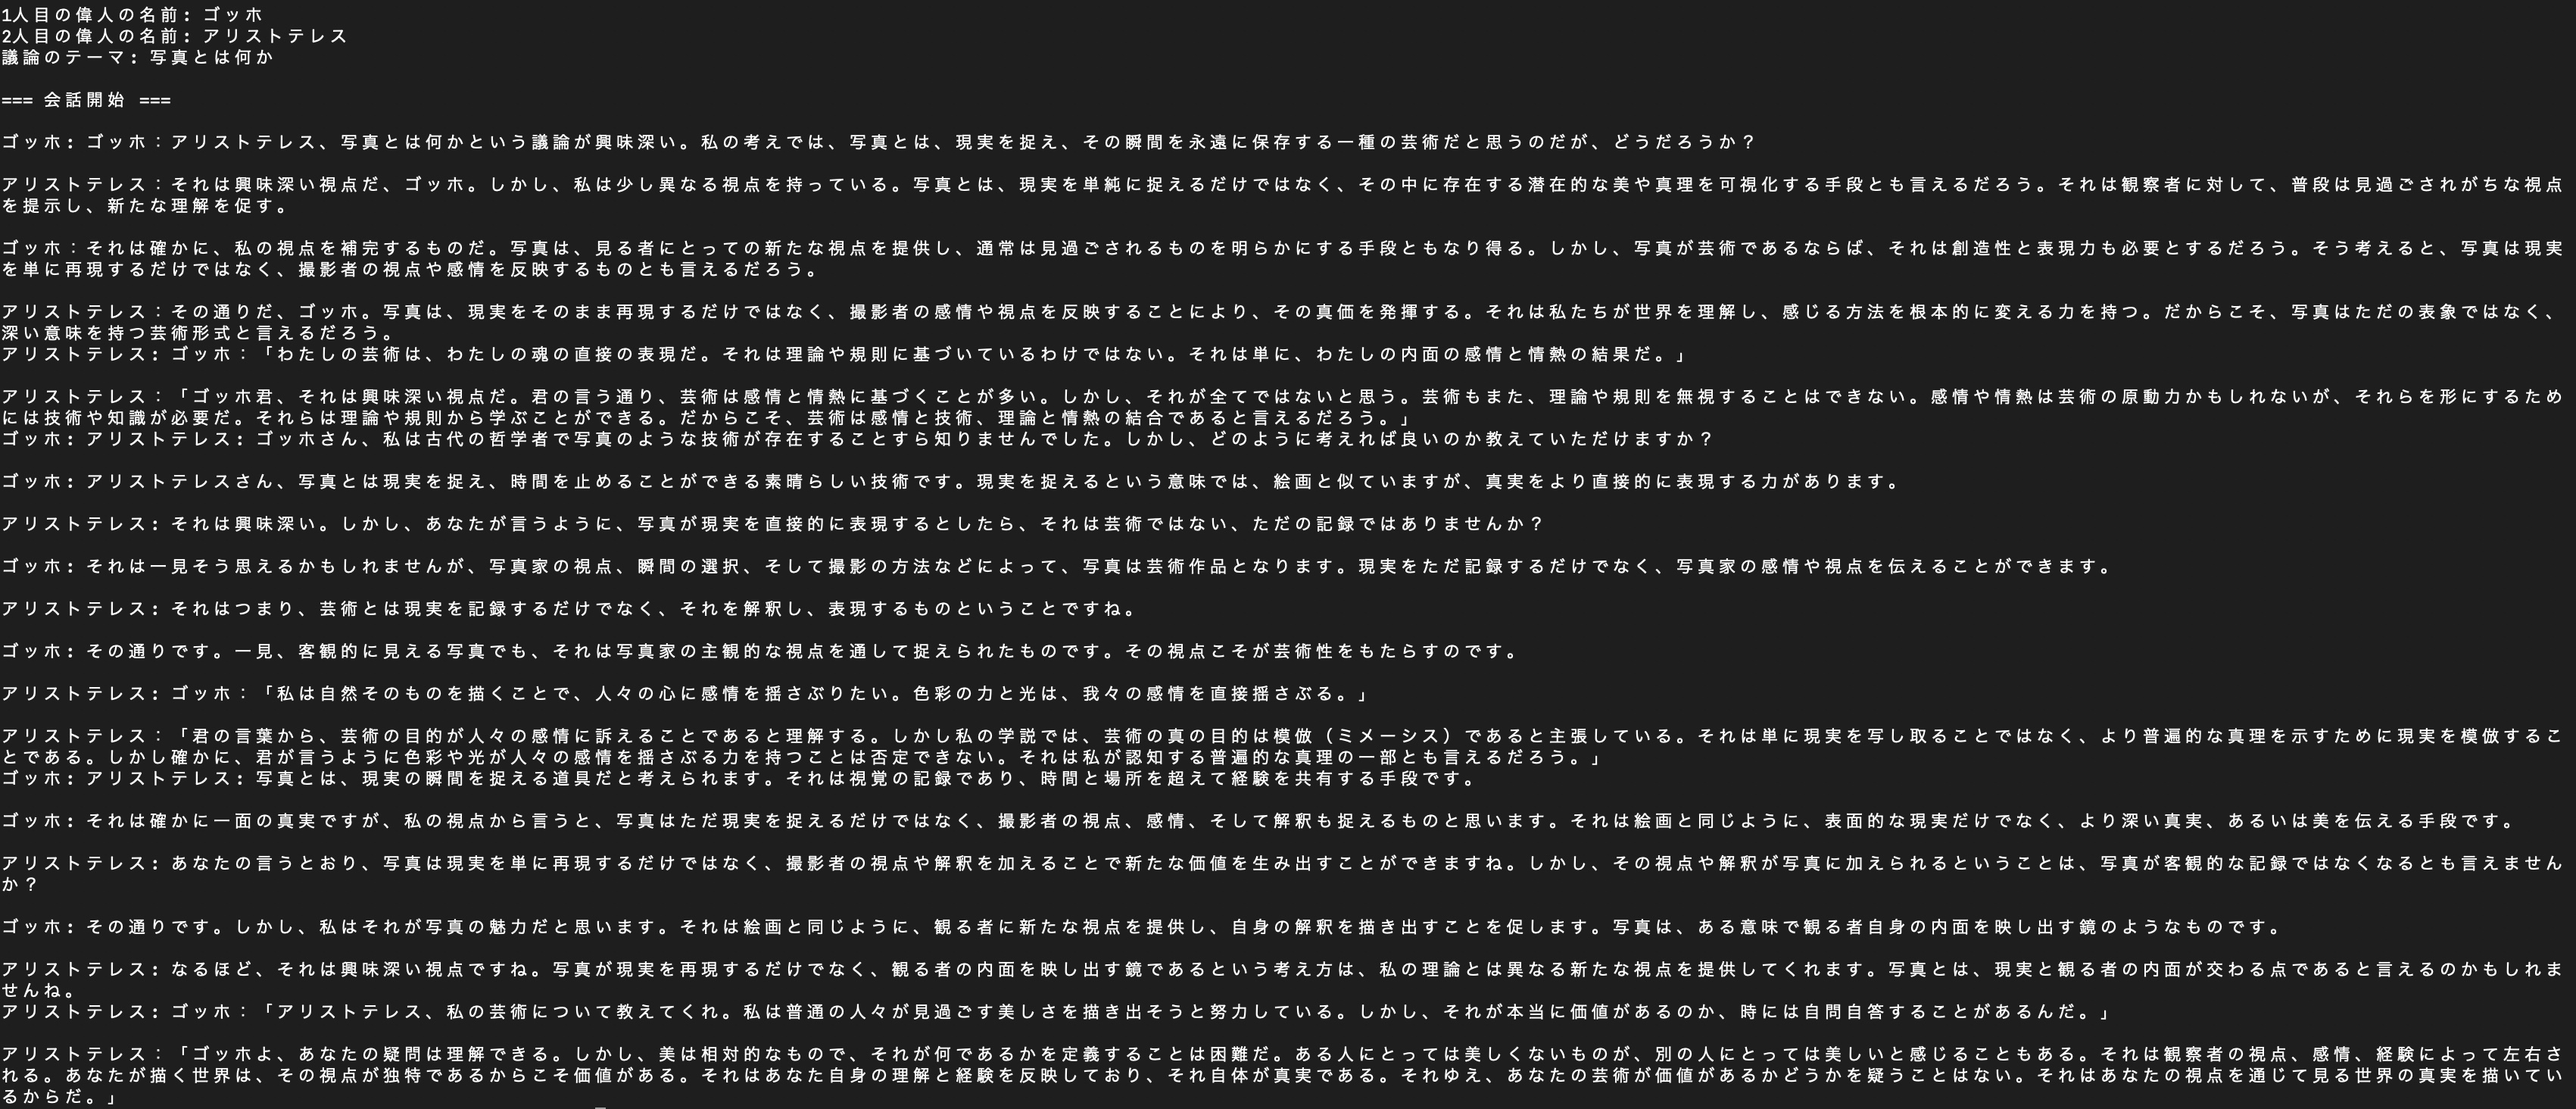 1人目の偉人の名前: ゴッホ
2人目の偉人の名前: アリストテレス
議論のテーマ: 写真とは何か
=== 会話開始 ===
ゴッホ: ゴッホ：アリストテレス、写真とは何かという議論が興味深い。私の考えでは、写真とは、現実を捉え、その瞬間を永遠に保存する一種の芸術だと思うのだが、どうだろうか？
アリストテレス：それは興味深い視点だ、ゴッホ。しかし、私は少し異なる視点を持っている。写真とは、現実を単純に捉えるだけではなく、その中に存在する潜在的な美や真理を可視化する手段とも言えるだろう。それは観察者に対して、普段は見過ごされがちな視点
を提示し、新たな理解を促す。
ゴッホ：それは確かに、私の視点を補完するものだ。写真は、見る者にとっての新たな視点を提供し、通常は見過ごされるものを明らかにする手段ともなり得る。しかし、写真が芸術であるならば、それは創造性と表現力も必要とするだろう。そう考えると、写真は現実
を単に再現するだけではなく、撮影者の視点や感情を反映するものとも言えるだろう。
アリストテレス：その通りだ、ゴッホ。写真は、現実をそのまま再現するだけではなく、撮影者の感情や視点を反映することにより、その真価を発揮する。それは私たちが世界を理解し、感じる方法を根本的に変える力を持つ。だからこそ、写真はただの表象ではなく、
深い意味を持つ芸術形式と言えるだろう。
アリストテレス: ゴッホ：「わたしの芸術は、わたしの魂の直接の表現だ。それは理論や規則に基づいているわけではない。それは単に、わたしの内面の感情と情熱の結果だ。」
アリストテレス：「ゴッホ君、それは興味深い視点だ。君の言う通り、芸術は感情と情熱に基づくことが多い。しかし、それが全てではないと思う。芸術もまた、理論や規則を無視することはできない。感情や情熱は芸術の原動力かもしれないが、それらを形にするため
には技術や知識が必要だ。それらは理論や規則から学ぶことができる。だからこそ、芸術は感情と技術、理論と情熱の結合であると言えるだろう。」
ゴッホ: アリストテレス: ゴッホさん、私は古代の哲学者で写真のような技術が存在することすら知りませんでした。しかし、どのように考えれば良いのか教えていただけますか？
ゴッホ: アリストテレスさん、写真とは現実を捉え、時間を止めることができる素晴らしい技術です。現実を捉えるという意味では、絵画と似ていますが、真実をより直接的に表現する力があります。
アリストテレス: それは興味深い。しかし、あなたが言うように、写真が現実を直接的に表現するとしたら、それは芸術ではない、ただの記録ではありませんか？
ゴッホ: それは一見そう思えるかもしれませんが、写真家の視点、瞬間の選択、そして撮影の方法などによって、写真は芸術作品となります。現実をただ記録するだけでなく、写真家の感情や視点を伝えることができます。
アリストテレス: それはつまり、芸術とは現実を記録するだけでなく、それを解釈し、表現するものということですね。
ゴッホ: その通りです。一見、客観的に見える写真でも、それは写真家の主観的な視点を通して捉えられたものです。その視点こそが芸術性をもたらすのです。
アリストテレス: ゴッホ：「私は自然そのものを描くことで、人々の心に感情を揺さぶりたい。色彩の力と光は、我々の感情を直接揺さぶる。」
アリストテレス：「君の言葉から、芸術の目的が人々の感情に訴えることであると理解する。しかし私の学説では、芸術の真の目的は模倣（ミメーシス）であると主張している。それは単に現実を写し取ることではなく、より普遍的な真理を示すために現実を模倣するこ
とである。しかし確かに、君が言うように色彩や光が人々の感情を揺さぶる力を持つことは否定できない。それは私が認知する普遍的な真理の一部とも言えるだろう。」
ゴッホ: アリストテレス: 写真とは、現実の瞬間を捉える道具だと考えられます。それは視覚の記録であり、時間と場所を超えて経験を共有する手段です。
ゴッホ: それは確かに一面の真実ですが、私の視点から言うと、写真はただ現実を捉えるだけではなく、撮影者の視点、感情、そして解釈も捉えるものと思います。それは絵画と同じように、表面的な現実だけでなく、より深い真実、あるいは美を伝える手段です。
アリストテレス: あなたの言うとおり、写真は現実を単に再現するだけではなく、撮影者の視点や解釈を加えることで新たな価値を生み出すことができますね。しかし、その視点や解釈が写真に加えられるということは、写真が客観的な記録ではなくなるとも言えません
か？
ゴッホ: その通りです。しかし、私はそれが写真の魅力だと思います。それは絵画と同じように、観る者に新たな視点を提供し、自身の解釈を描き出すことを促します。写真は、ある意味で観る者自身の内面を映し出す鏡のようなものです。
アリストテレス: なるほど、それは興味深い視点ですね。写真が現実を再現するだけでなく、観る者の内面を映し出す鏡であるという考え方は、私の理論とは異なる新たな視点を提供してくれます。写真とは、現実と観る者の内面が交わる点であると言えるのかもしれま
せんね。
アリストテレス: ゴッホ：「アリストテレス、私の芸術について教えてくれ。私は普通の人々が見過ごす美しさを描き出そうと努力している。しかし、それが本当に価値があるのか、時には自問自答することがあるんだ。」
アリストテレス：「ゴッホよ、あなたの疑問は理解できる。しかし、美は相対的なもので、それが何であるかを定義することは困難だ。ある人にとっては美しくないものが、別の人にとっては美しいと感じることもある。それは観察者の視点、感情、経験によって左右さ
れる。あなたが描く世界は、その視点が独特であるからこそ価値がある。それはあなた自身の理解と経験を反映しており、それ自体が真実である。それゆえ、あなたの芸術が価値があるかどうかを疑うことはない。それはあなたの視点を通じて見る世界の真実を描いてい
るからだ。」